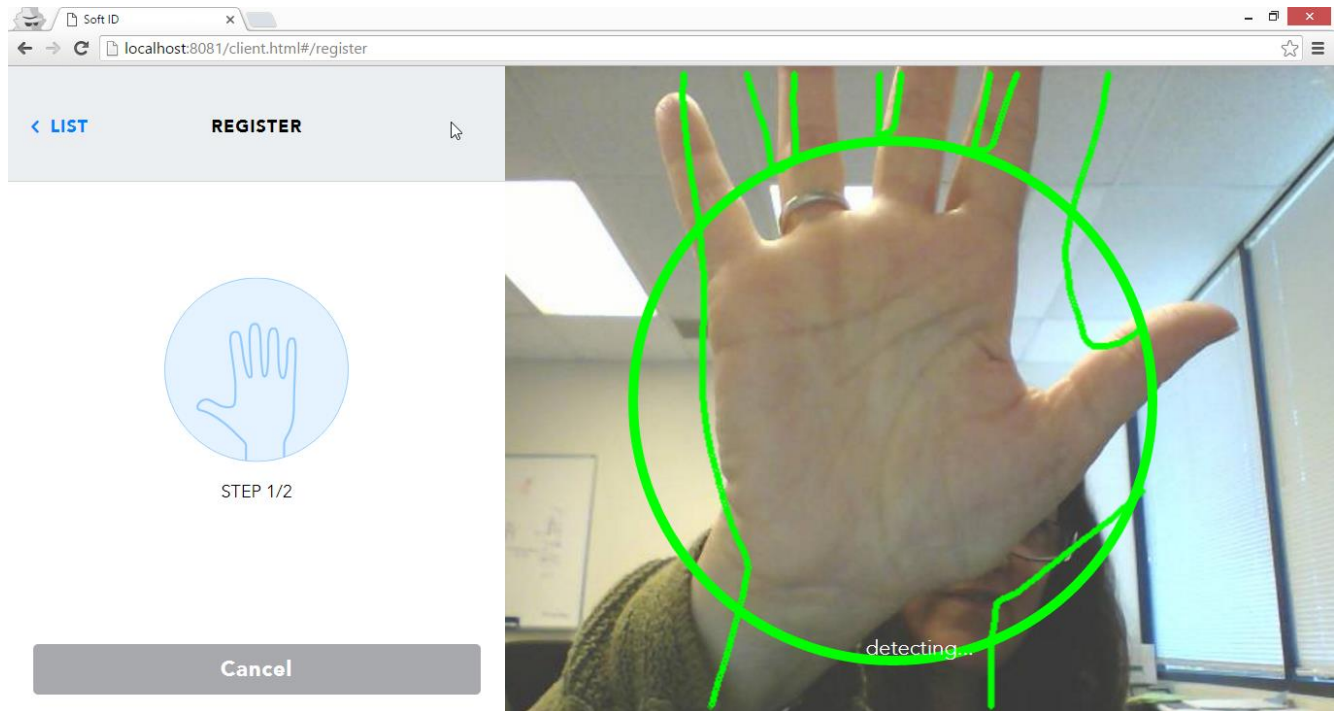 Soft ID
localhost:8081/client.html#/register
LIST
REGISTER
STEP 1/2
Cancel
detecting...